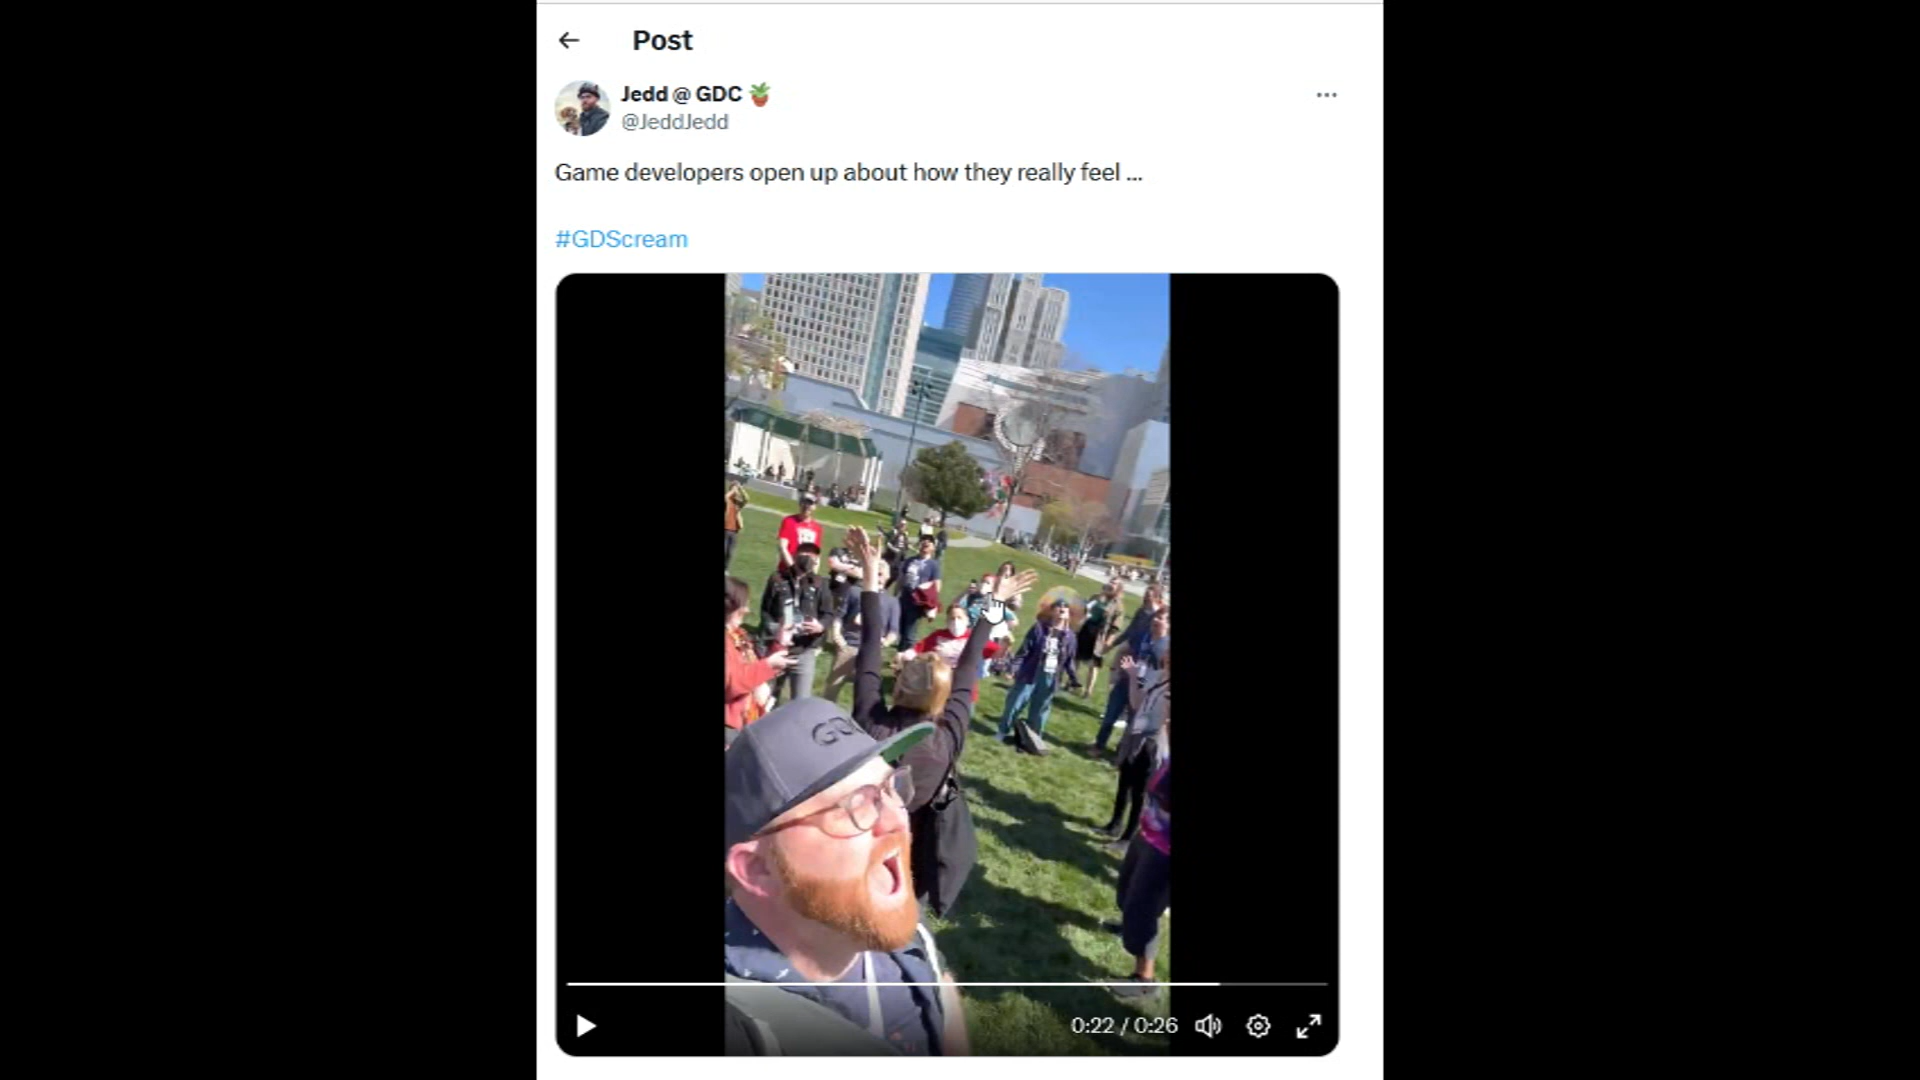 Post
Jedd @ GDC
@JeddJedd
Game developers open up about how they really feel ...
#GDScream
0:22 / 0:26